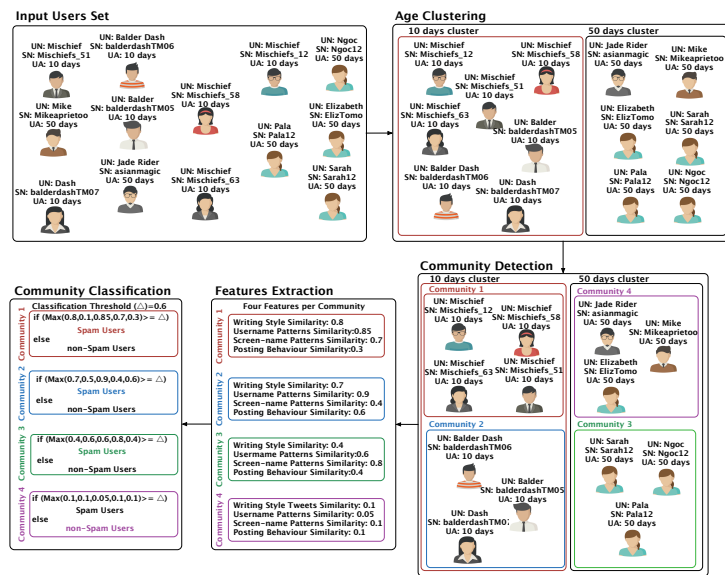 Input Users Set
UN: Mischief
SN: Mischiefs_51
UA: 10 days
UN: Balder Dash
SN: balderdashTM06
UA: 10 days
UN: Mischief
SN: Mischiefs_12
UA: 10 days
UN: Ngoc
SN: Ngoc12
UA: 50 days
UN: Mike
SN: Mikeaprietoo
UA: 50 days
UN: Balder
SN: balderdashTM05
UA: 10 days
UN: Mischief
SN: Mischiefs_58
UA: 10 days
UN: Pala
SN: Pala12
UA: 50 days
UN: Elizabeth
SN: ElizTomo
UA: 50 days
UN: Dash
SN: balderdashTM07
UA: 10 days
UN: Jade Rider
SN: asianmagic
UA: 50 days
UN: Mischief
SN: Mischiefs_63
UA: 10 days
UN: Sarah
SN: Sarah12
UA: 50 days
Age Clustering
10 days cluster
UN: Mischief
SN: Mischiefs_12
UA: 10 days
UN: Mischief
SN: Mischiefs_58
UA: 10 days
UN: Mischief
SN: Mischiefs_51
UA: 10 days
UN: Mischief
SN: Mischiefs_63
UA: 10 days
UN: Balder
SN: balderdashTM05
UA: 10 days
UN: Balder Dash
SN: balderdashTM06
UA: 10 days
UN: Dash
SN: balderdashTM07
UA: 10 days
50 days cluster
UN: Jade Rider
SN: asianmagic
UA: 50 days
UN: Mike
SN: Mikeaprietoo
UA: 50 days
UN: Elizabeth
SN: ElizTomo
UA: 50 days
UN: Sarah
SN: Sarah12
UA: 50 days
UN: Pala
SN: Pala12
UA: 50 days
UN: Ngoc
SN: Ngoc12
UA: 50 days
Community Detection
10 days cluster
Community 1
UN: Mischief
SN: Mischiefs_12
UA: 10 days
UN: Mischief
SN: Mischiefs_58
UA: 10 days
UN: Mischief
SN: Mischiefs_63
UA: 10 days
UN: Mischief
SN: Mischiefs_51
UA: 10 days
Community 2
UN: Balder Dash
SN: balderdashTM06
UA: 10 days
UN: Balder
SN: balderdashTM05
UA: 10 days
UN: Dash
UA: 10 days
50 days cluster
Community 4
UN: Jade Rider
SN: asianmagic
UA: 50 days
UN: Mike
SN: Mikeaprietoo
UA: 50 days
UN: Elizabeth
SN: ElizTomo
UA: 50 days
Community 3
UN: Sarah
SN: Sarah12
UA: 50 days
UN: Ngoc
SN: Ngoc12
UA: 50 days
UN: Pala
SN: Pala12
UA: 50 days
Features Extraction
Four Features per Community
Community 1
Writing Style Similarity: 0.8
Username Patterns Similarity:0.85
Screen-name Patterns Similarity: 0.7
Posting Behaviour Similarity:0.3
Community 2
Writing Style Similarity: 0.7
Username Patterns Similarity: 0.9
Screen-name Patterns Similarity: 0.4
Posting Behaviour Similarity: 0.6
Community 3
Writing Style Similarity: 0.4
Username Patterns Similarity:0.6
Screen-name Patterns Similarity: 0.8
Posting Behaviour Similarity:0.4
Community 4
Writing Style Tweets Similarity: 0.1
Username Patterns Similarity: 0.05
Screen-name Patterns Similarity: 0.1
Posting Behaviour Similarity: 0.1
Community Classification
Classification Threshold (△)=0.6
Community 1
if (Max(0.8,0.1,0.85,0.7,0.3)>= △)
Spam Users
else
non-Spam Users
Community 2
if (Max(0.7,0.5,0.9,0.4,0.6)>= △)
Spam Users
else
non-Spam Users
Community 3
if (Max(0.4,0.6,0.6,0.8,0.4)>= △)
Spam Users
else
non-Spam Users
Community 4
if (Max(0.1,0.1,0.05,0.1,0.1)>= △)
Spam Users
else
non-Spam Users